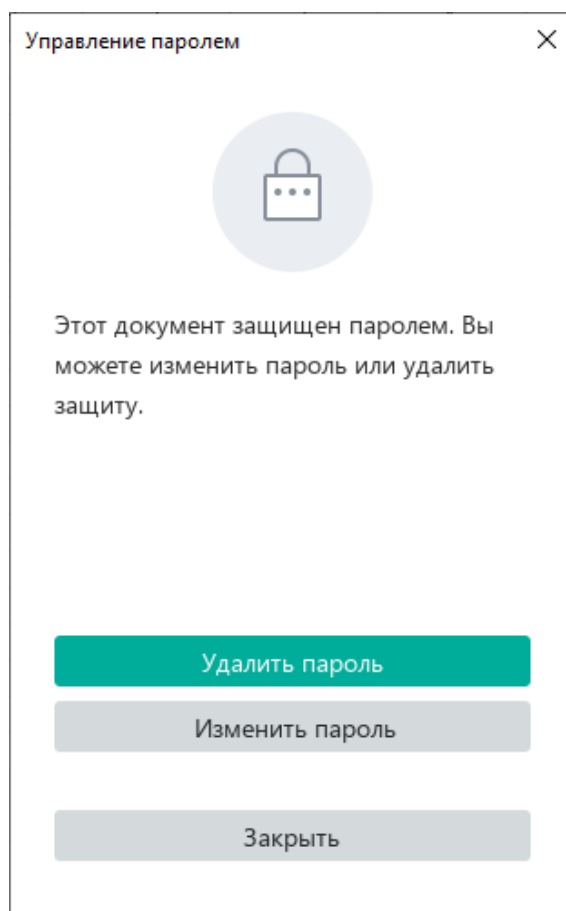 Управление паролем
Этот документ защищен паролем. Вы
можете изменить пароль или удалить
защиту.
Удалить пароль
Изменить пароль
Закрыть